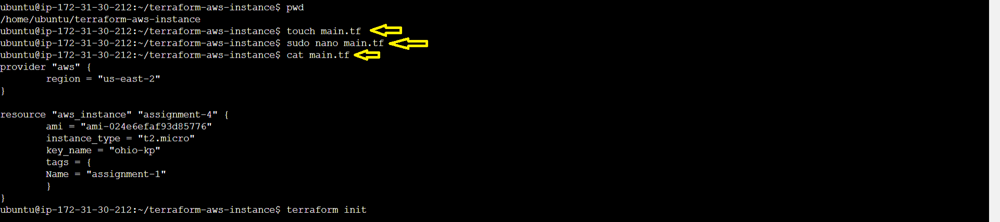 ubuntu@ip-172-31-30-212:~/terraform-aws-instance$ pwd
/home/ubuntu/terraform-aws-instance
ubuntu@ip-172-31-30-212:~/terraform-aws-instance$ touch main.tf
ubuntu@ip-172-31-30-212:~/terraform-aws-instance$ sudo nano main.tf
ubuntu@ip-172-31-30-212:~/terraform-aws-instance$ cat main.tf
provider "aws" {
        region = "us-east-2"
}

resource "aws_instance" "assignment-4" {
        ami = "ami-024e6efaf93d85776"
        instance_type = "t2.micro"
        key_name = "ohio-kp"
        tags = {
        Name = "assignment-1"
        }
}
ubuntu@ip-172-31-30-212:~/terraform-aws-instance$ terraform init